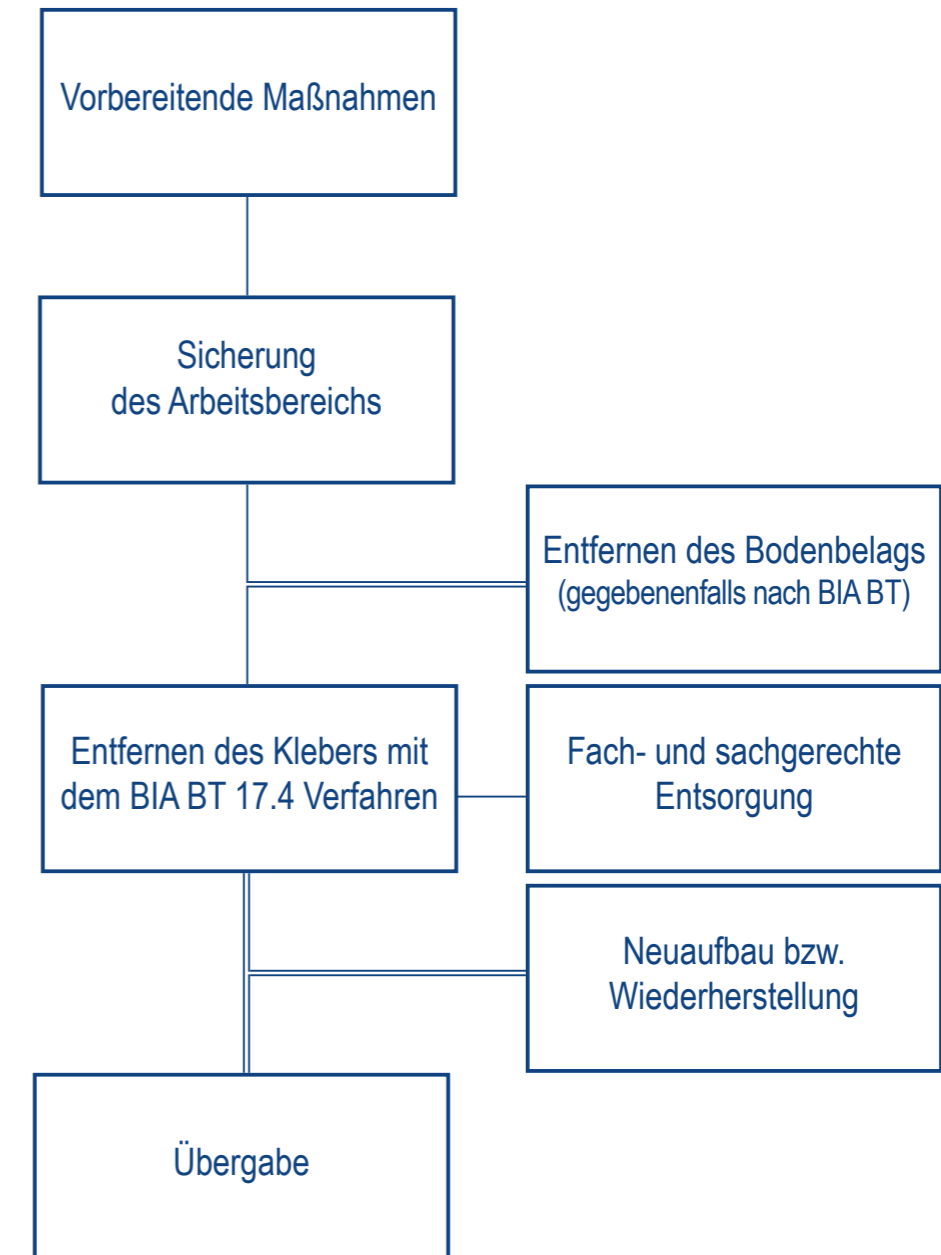 Vorbereitende Maßnahmen
Sicherung
des Arbeitsbereichs
Entfernen des Bodenbelags
(gegebenenfalls nach BIA BT)
Entfernen des Klebers mit
dem BIA BT 17.4 Verfahren
Fach- und sachgerechte
Entsorgung
Neuaufbau bzw.
Wiederherstellung
Übergabe